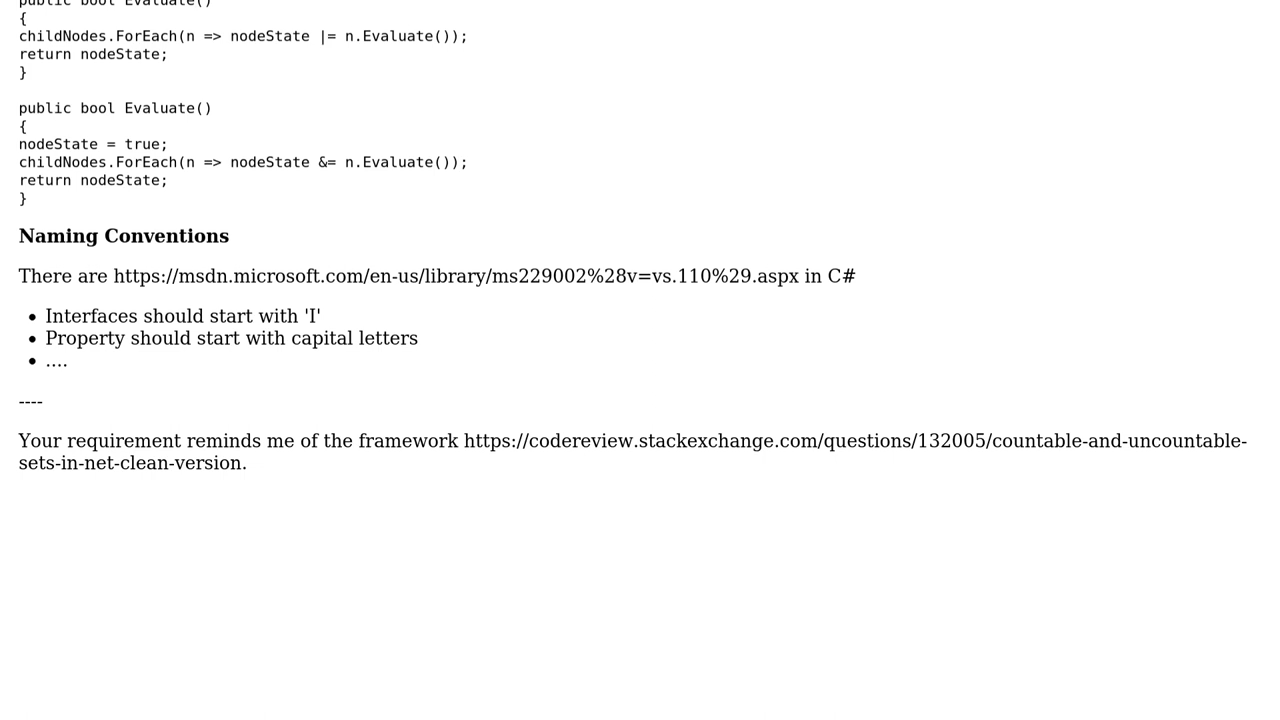 public bool Evaluate()
{
childNodes.ForEach(n => nodeState |= n.Evaluate());
return nodeState;
}

public bool Evaluate()
{
nodeState = true;
childNodes.ForEach(n => nodeState &= n.Evaluate());
return nodeState;
}
Naming Conventions
There are https://msdn.microsoft.com/en-us/library/ms229002%28v=vs.110%29.aspx in C#
• Interfaces should start with 'I'
• Property should start with capital letters
• ....
----
Your requirement reminds me of the framework https://codereview.stackexchange.com/questions/132005/countable-and-uncountable-
sets-in-net-clean-version.